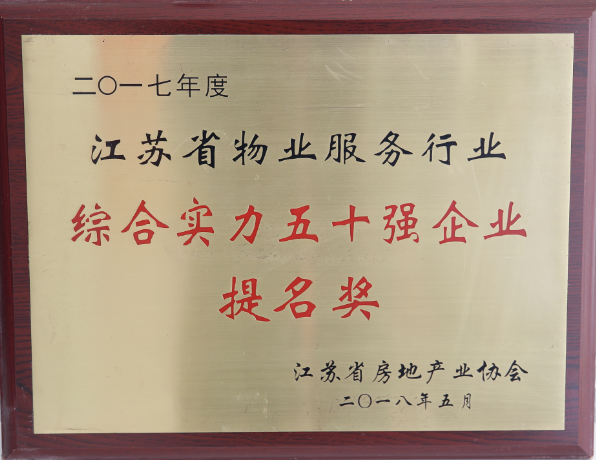 二〇一七年度
江苏省物业服务行业
综合实力五十强企业
提名奖
江苏省房地产业协会
二〇一八年五月